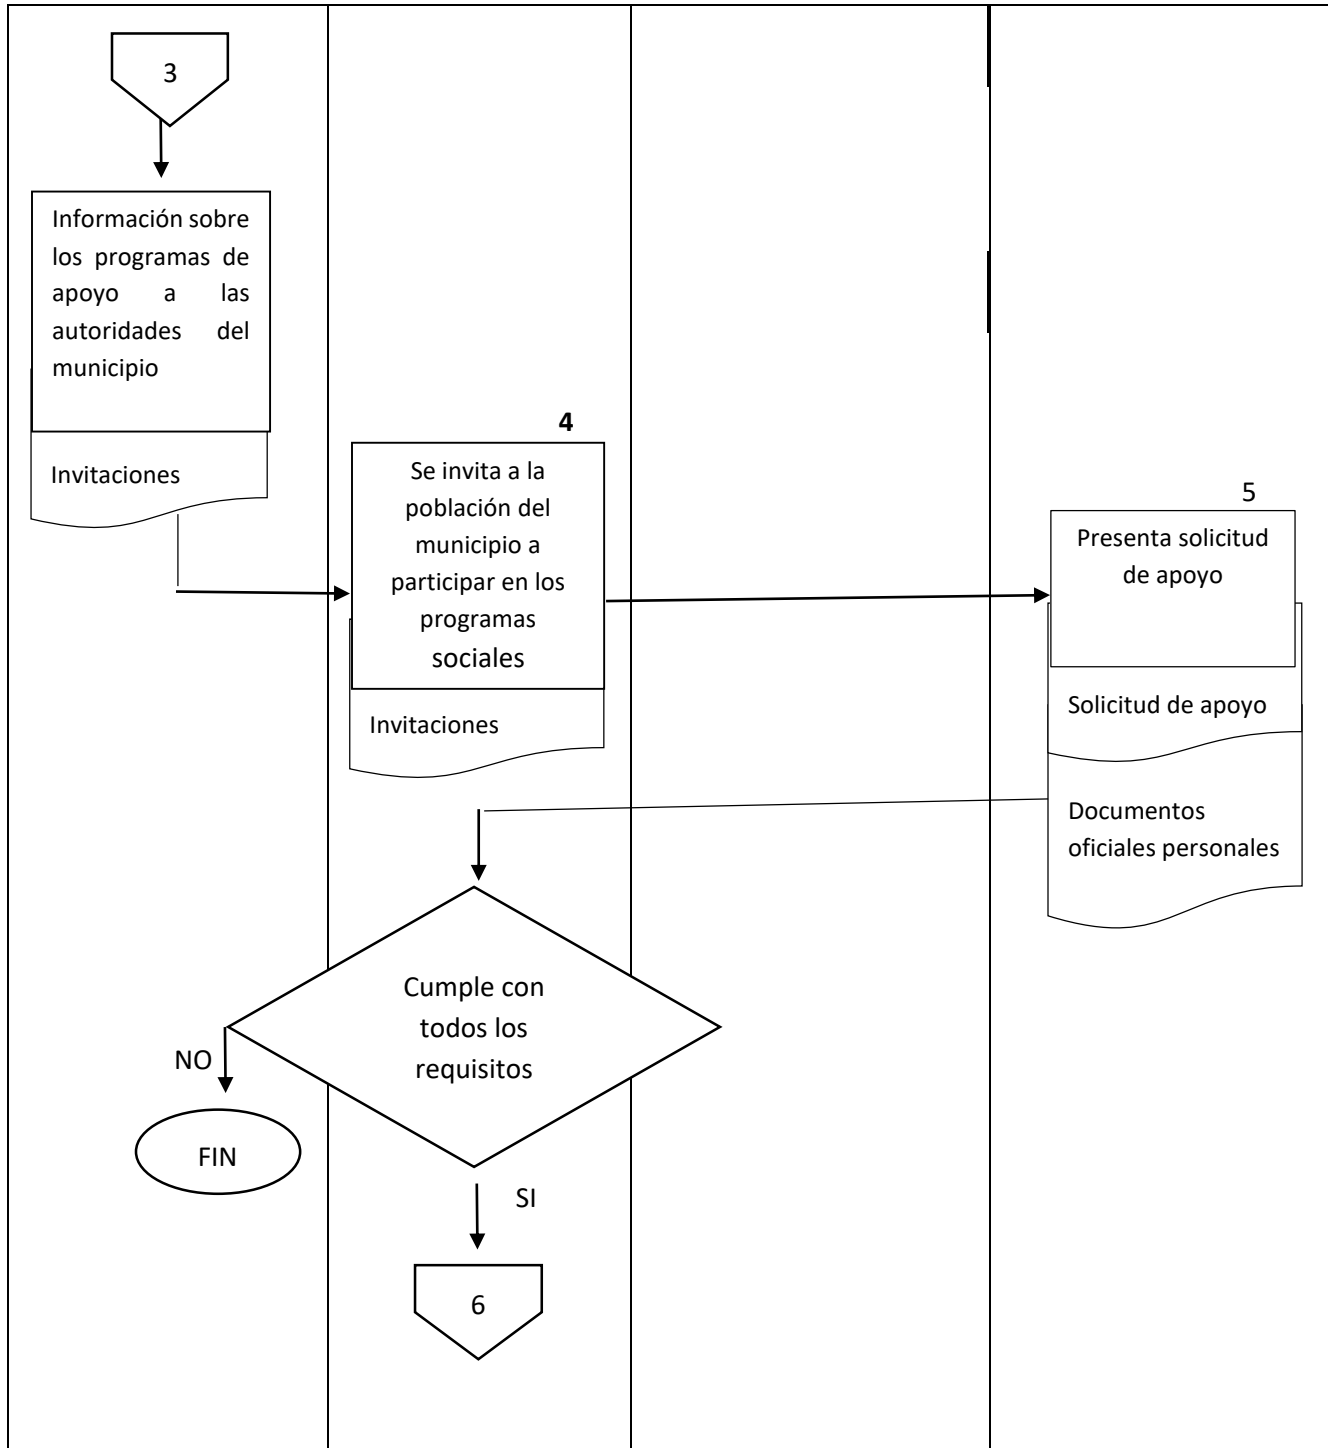 3
Información sobre
los programas de
apoyo a las
autoridades del
municipio
Invitaciones
4
Se invita a la
población del
municipio a
participar en los
programas
sociales
Invitaciones
5
Presenta solicitud
de apoyo
Solicitud de apoyo
Documentos
oficiales personales
Cumple con
todos los
requisitos
NO
FIN
SI
6